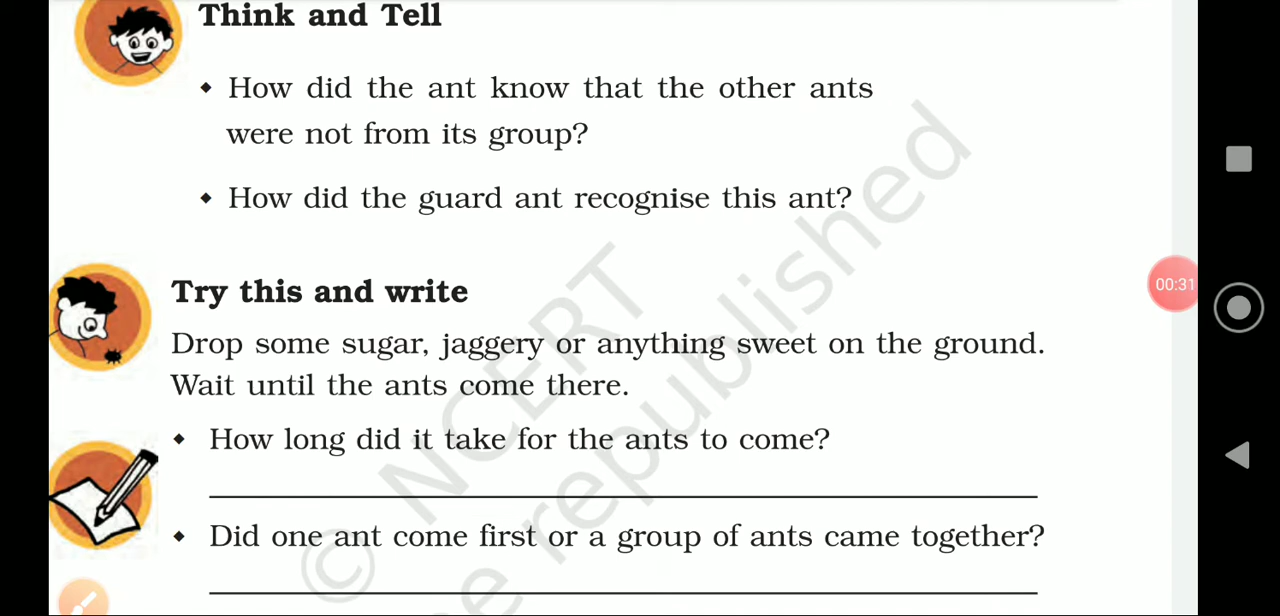 Think and Tell
◆ How did the ant know that the other ants
were not from its group?
◆ How did the guard ant recognise this ant?
Try this and write
Drop some sugar, jaggery or anything sweet on the ground.
Wait until the ants come there.
◆ How long did it take for the ants to come?
◆ Did one ant come first or a group of ants came together?
© NCERT
be republished
00:31